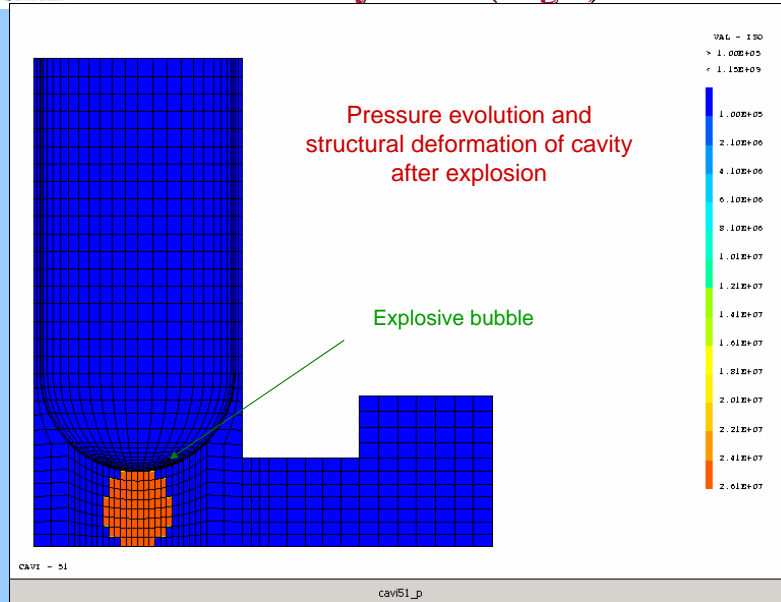 VAL - ISO
> 1.00E+05
< 1.15E+09
Pressure evolution and
structural deformation of cavity
after explosion
1.00E+05
2.10E+06
4.10E+06
6.10E+06
8.10E+06
1.01E+07
1.21E+07
1.41E+07
1.61E+07
1.81E+07
2.01E+07
2.21E+07
2.41E+07
2.61E+07
Explosive bubble
CAVI - 51
cavi51_p